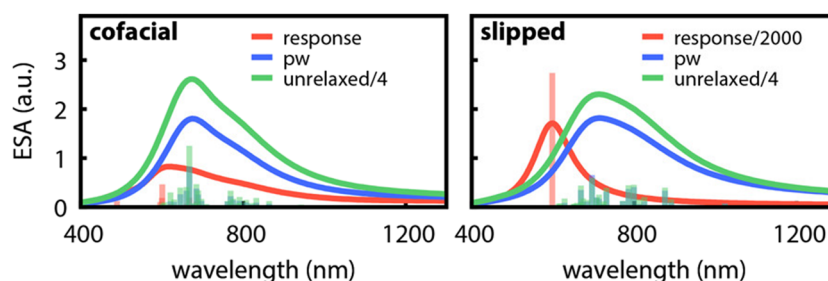 cofacial
response
pw
unrelaxed/4
ESA (a.u.)
3
2
1
0
400
800
1200
wavelength (nm)
slipped
response/2000
pw
unrelaxed/4
400
800
1200
wavelength (nm)